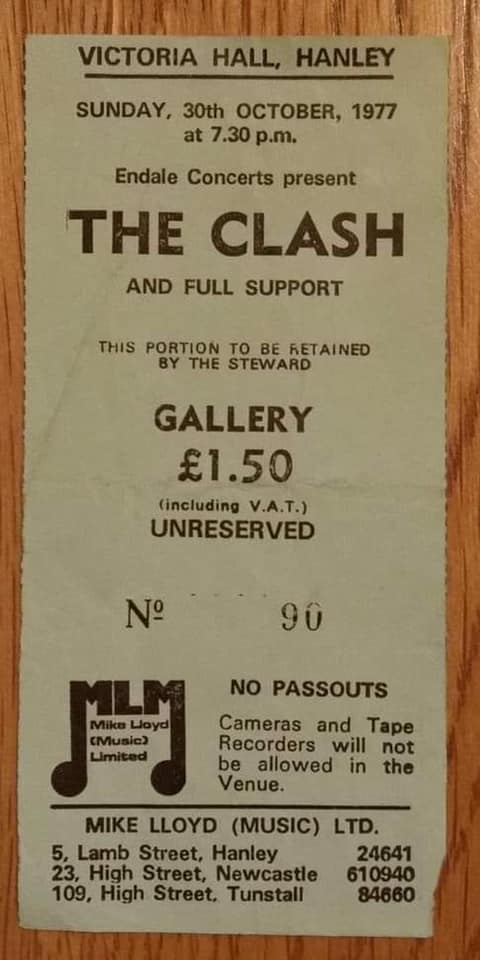 VICTORIA HALL, HANLEY
SUNDAY, 30th OCTOBER, 1977
at 7.30 p.m.
Endale Concerts present
THE CLASH
AND FULL SUPPORT
THIS PORTION TO BE RETAINED
BY THE STEWARD
GALLERY
£1.50
(including V.A.T.)
UNRESERVED
Nº 90
MLM
Mike Lloyd
(Music)
Limited
NO PASSOUTS
Cameras and Tape
Recorders will not
be allowed in the
Venue.
MIKE LLOYD (MUSIC) LTD.
5, Lamb Street, Hanley 24641
23, High Street, Newcastle 610940
109, High Street, Tunstall 84660